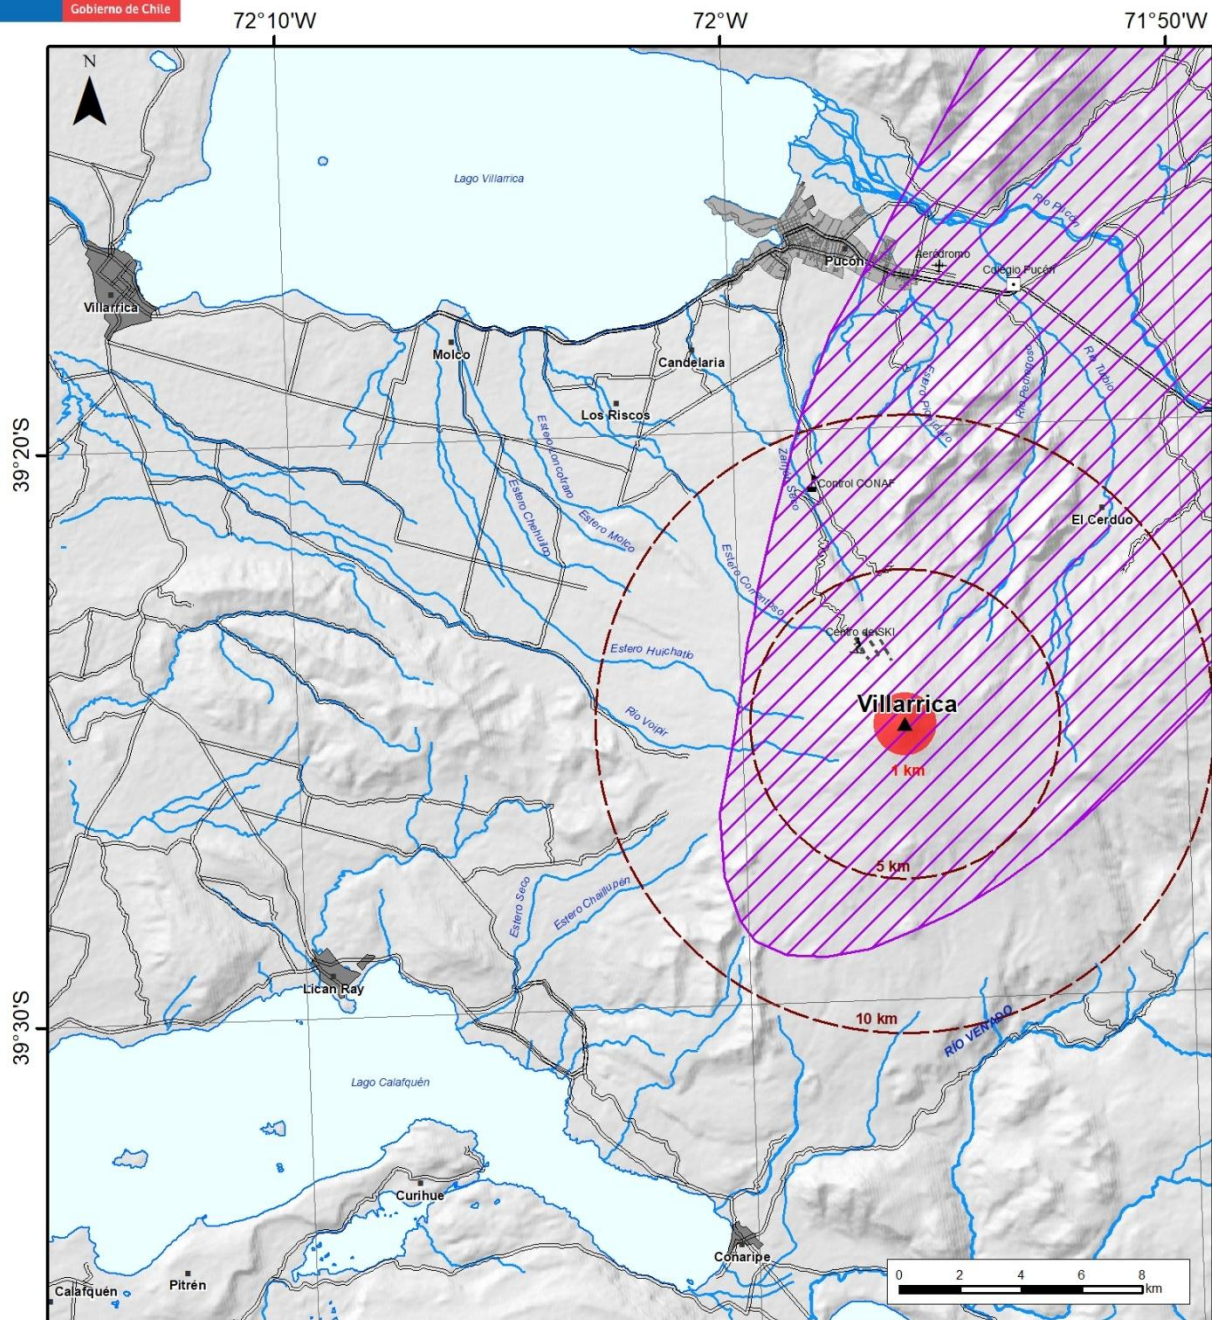 Gobierno de Chile
72°10'W
72°W
71°50'W
N
Lago Villarrica
Río Pucón
Pucón
Aeródromo
Colegio Pucón
Villarrica
Molco
Candelaria
Los Riscos
Río Pedregoso
Río Turbio
39°20'S
Estero Loncotraro
Zanjón Seco
Control CONAF
Estero Chehuilco
Estero Molco
El Cerduo
Estero Correntoso
Centro de SKI
Estero Huichatio
Villarrica
Río Voipir
1 km
5 km
Estero Seco
Estero Chaillupén
Lican Ray
10 km
RÍO VENADO
39°30'S
Lago Calafquén
Curihue
Coñaripe
Pitrén
Calafquén
0 2 4 6 8
km